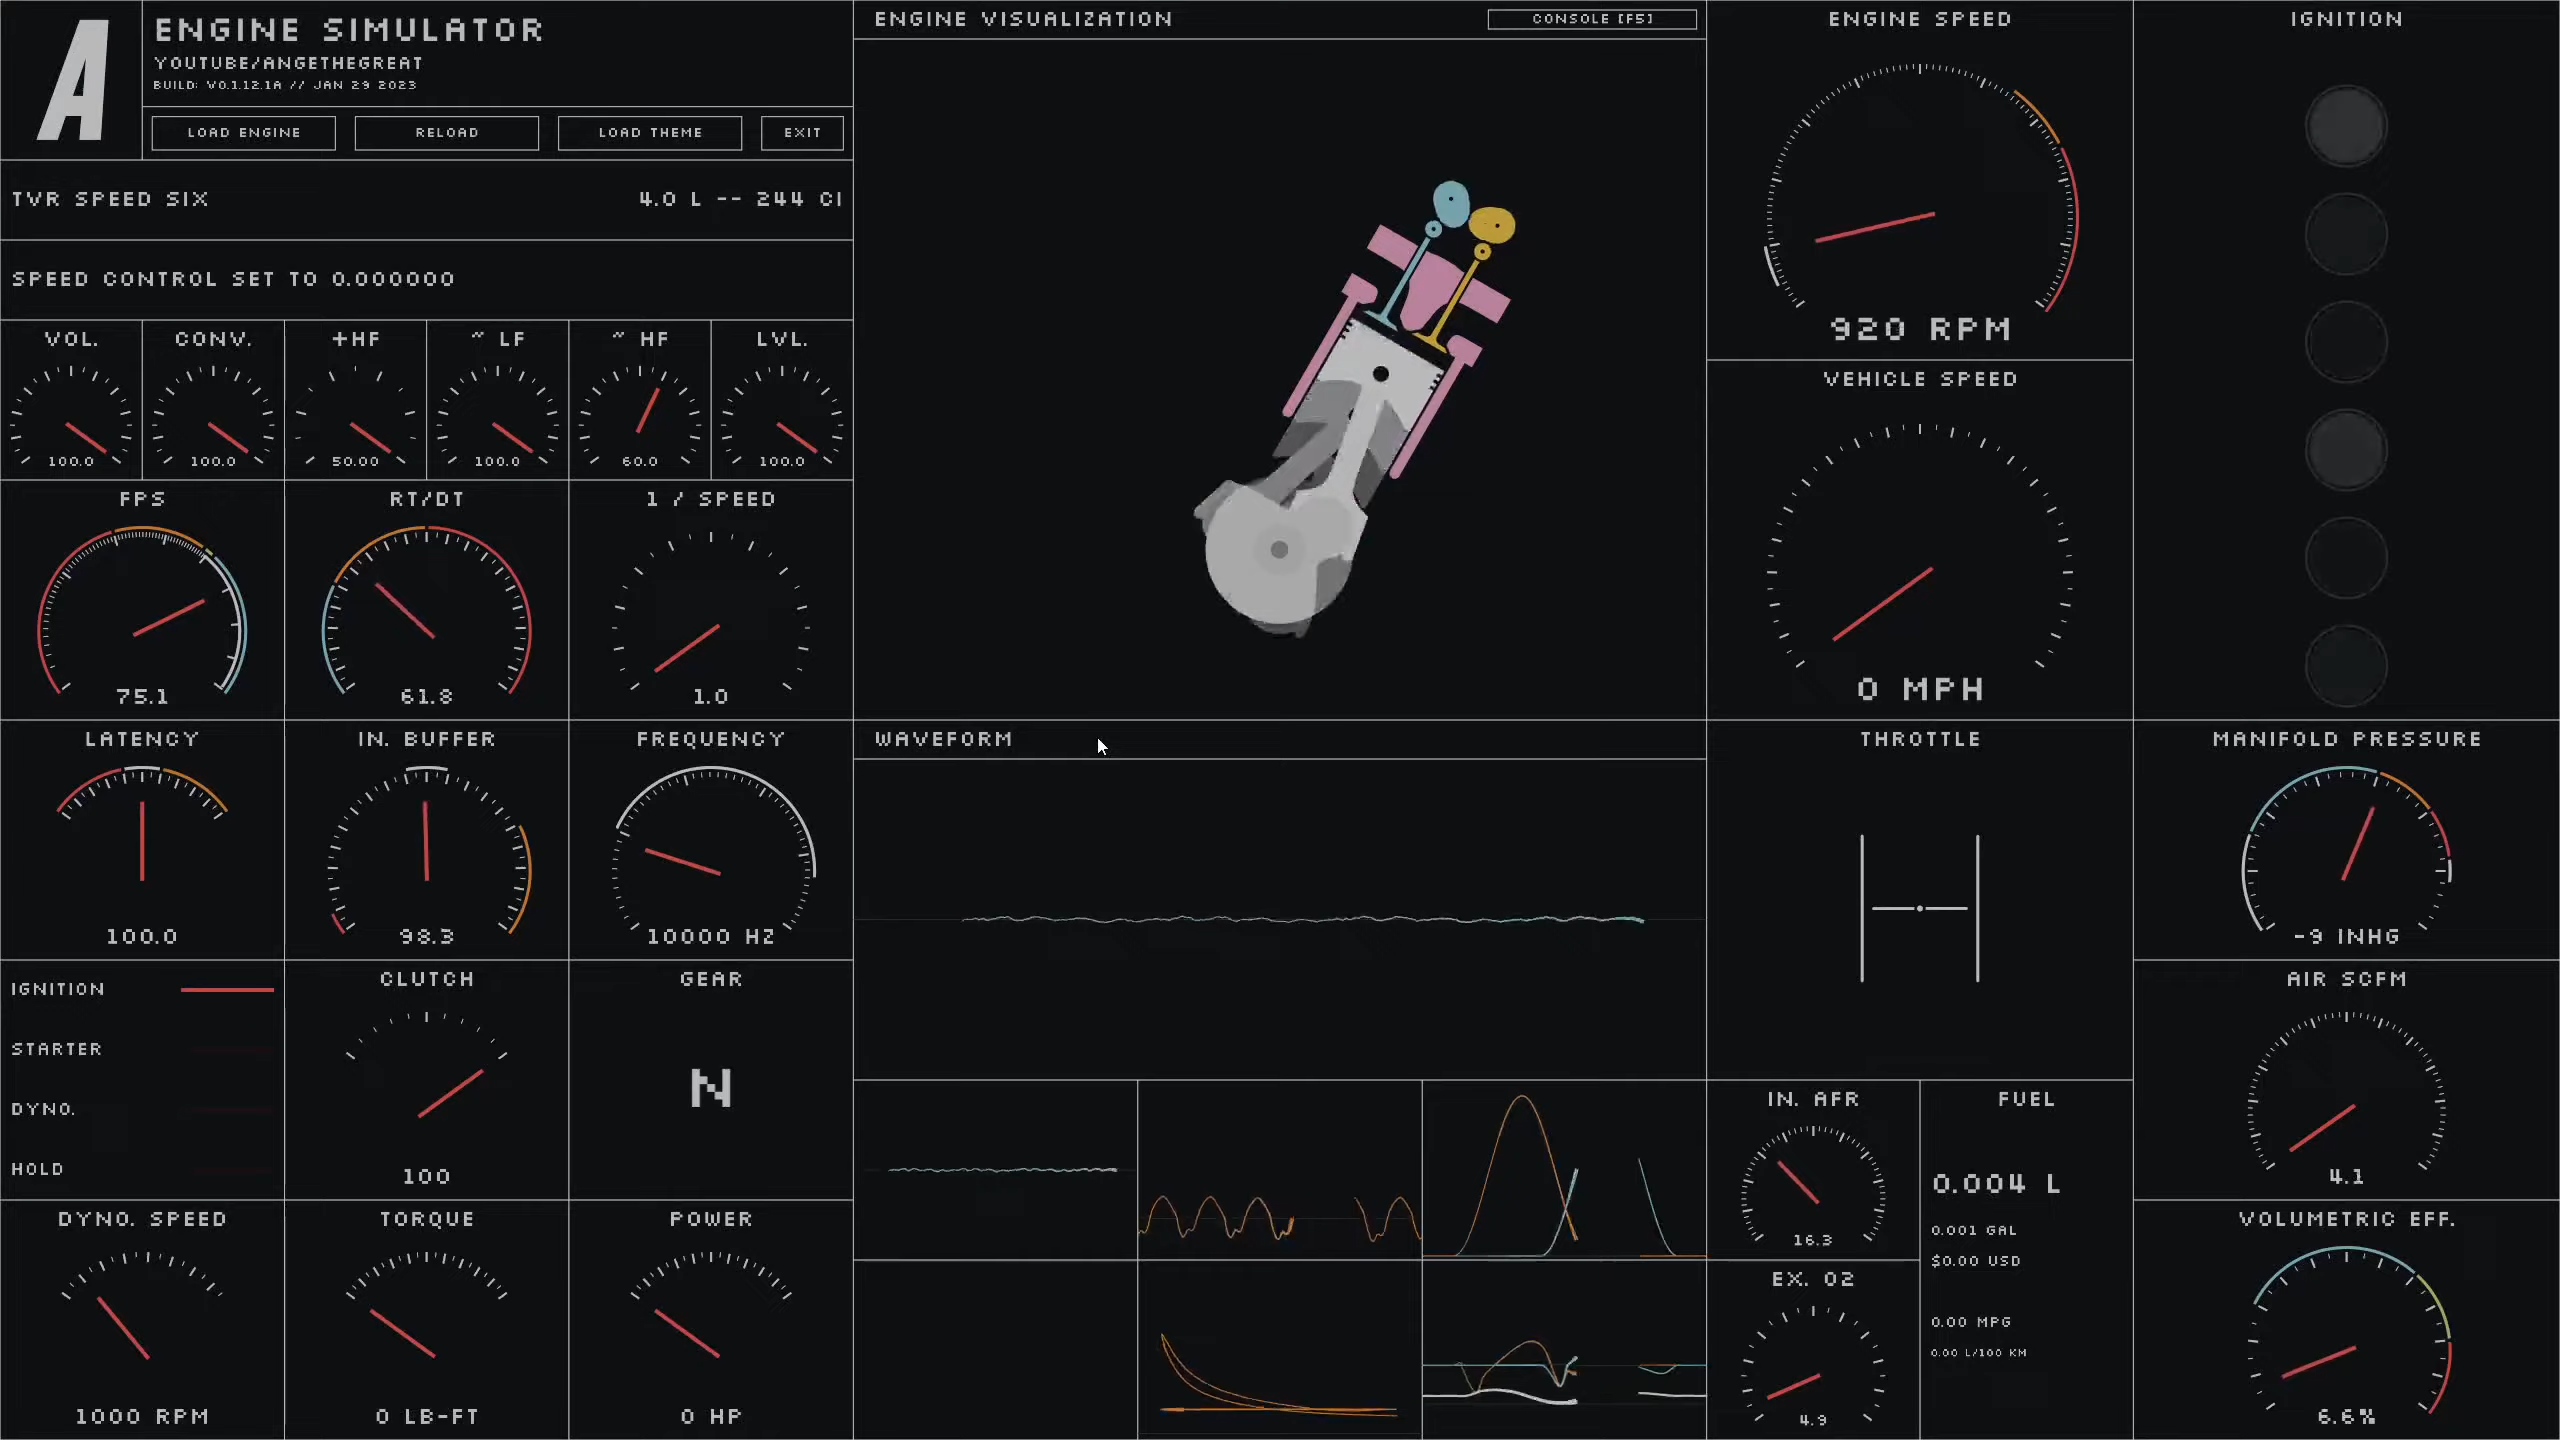 A
ENGINE SIMULATOR
YOUTUBE/ANGETHEGREAT
BUILD: V0.1.12.1A // JAN 29 2023
LOAD ENGINE
RELOAD
LOAD THEME
EXIT
TVR SPEED SIX
4.0 L -- 244 CI
SPEED CONTROL SET TO 0.000000
VOL.
CONV.
+HF
~ LF
~ HF
LVL.
100.0
100.0
50.00
100.0
60.0
100.0
FPS
RT/DT
1 / SPEED
75.1
61.8
1.0
LATENCY
IN. BUFFER
FREQUENCY
100.0
98.3
10000 HZ
IGNITION
STARTER
DYNO.
HOLD
CLUTCH
100
GEAR
N
DYNO. SPEED
TORQUE
POWER
1000 RPM
0 LB-FT
0 HP
ENGINE VISUALIZATION
CONSOLE [F5]
WAVEFORM
ENGINE SPEED
920 RPM
VEHICLE SPEED
0 MPH
THROTTLE
IN. AFR
16.3
EX. O2
4.9
FUEL
0.004 L
0.001 GAL
$0.00 USD
0.00 MPG
0.00 L/100 KM
IGNITION
MANIFOLD PRESSURE
-9 INHG
AIR SCFM
4.1
VOLUMETRIC EFF.
6.6%